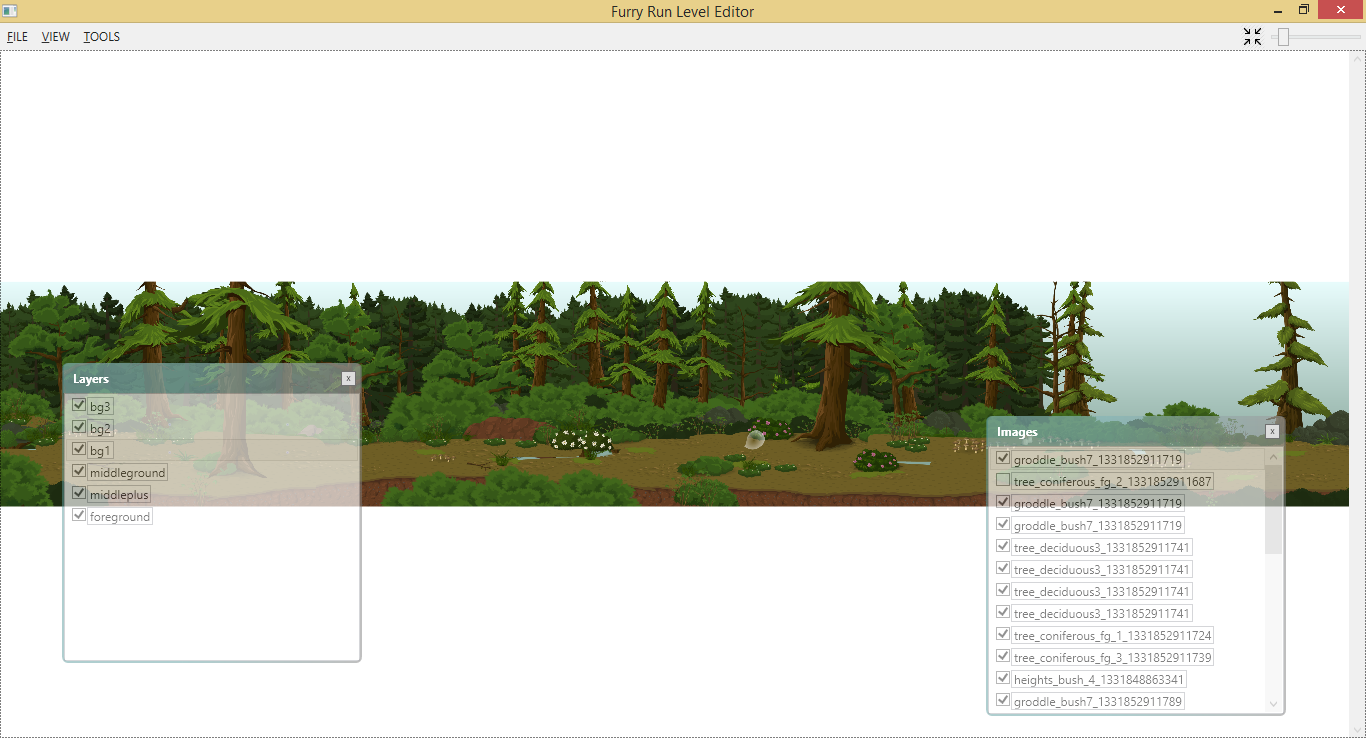 Furry Run Level Editor
FILE VIEW TOOLS
Layers
x
bg3
bg2
bg1
middleground
middleplus
foreground
Images
x
groddle_bush7_1331852911719
tree_coniferous_fg_2_1331852911687
groddle_bush7_1331852911719
groddle_bush7_1331852911719
tree_deciduous3_1331852911741
tree_deciduous3_1331852911741
tree_deciduous3_1331852911741
tree_deciduous3_1331852911741
tree_coniferous_fg_1_1331852911724
tree_coniferous_fg_3_1331852911739
heights_bush_4_1331848863341
groddle_bush7_1331852911789